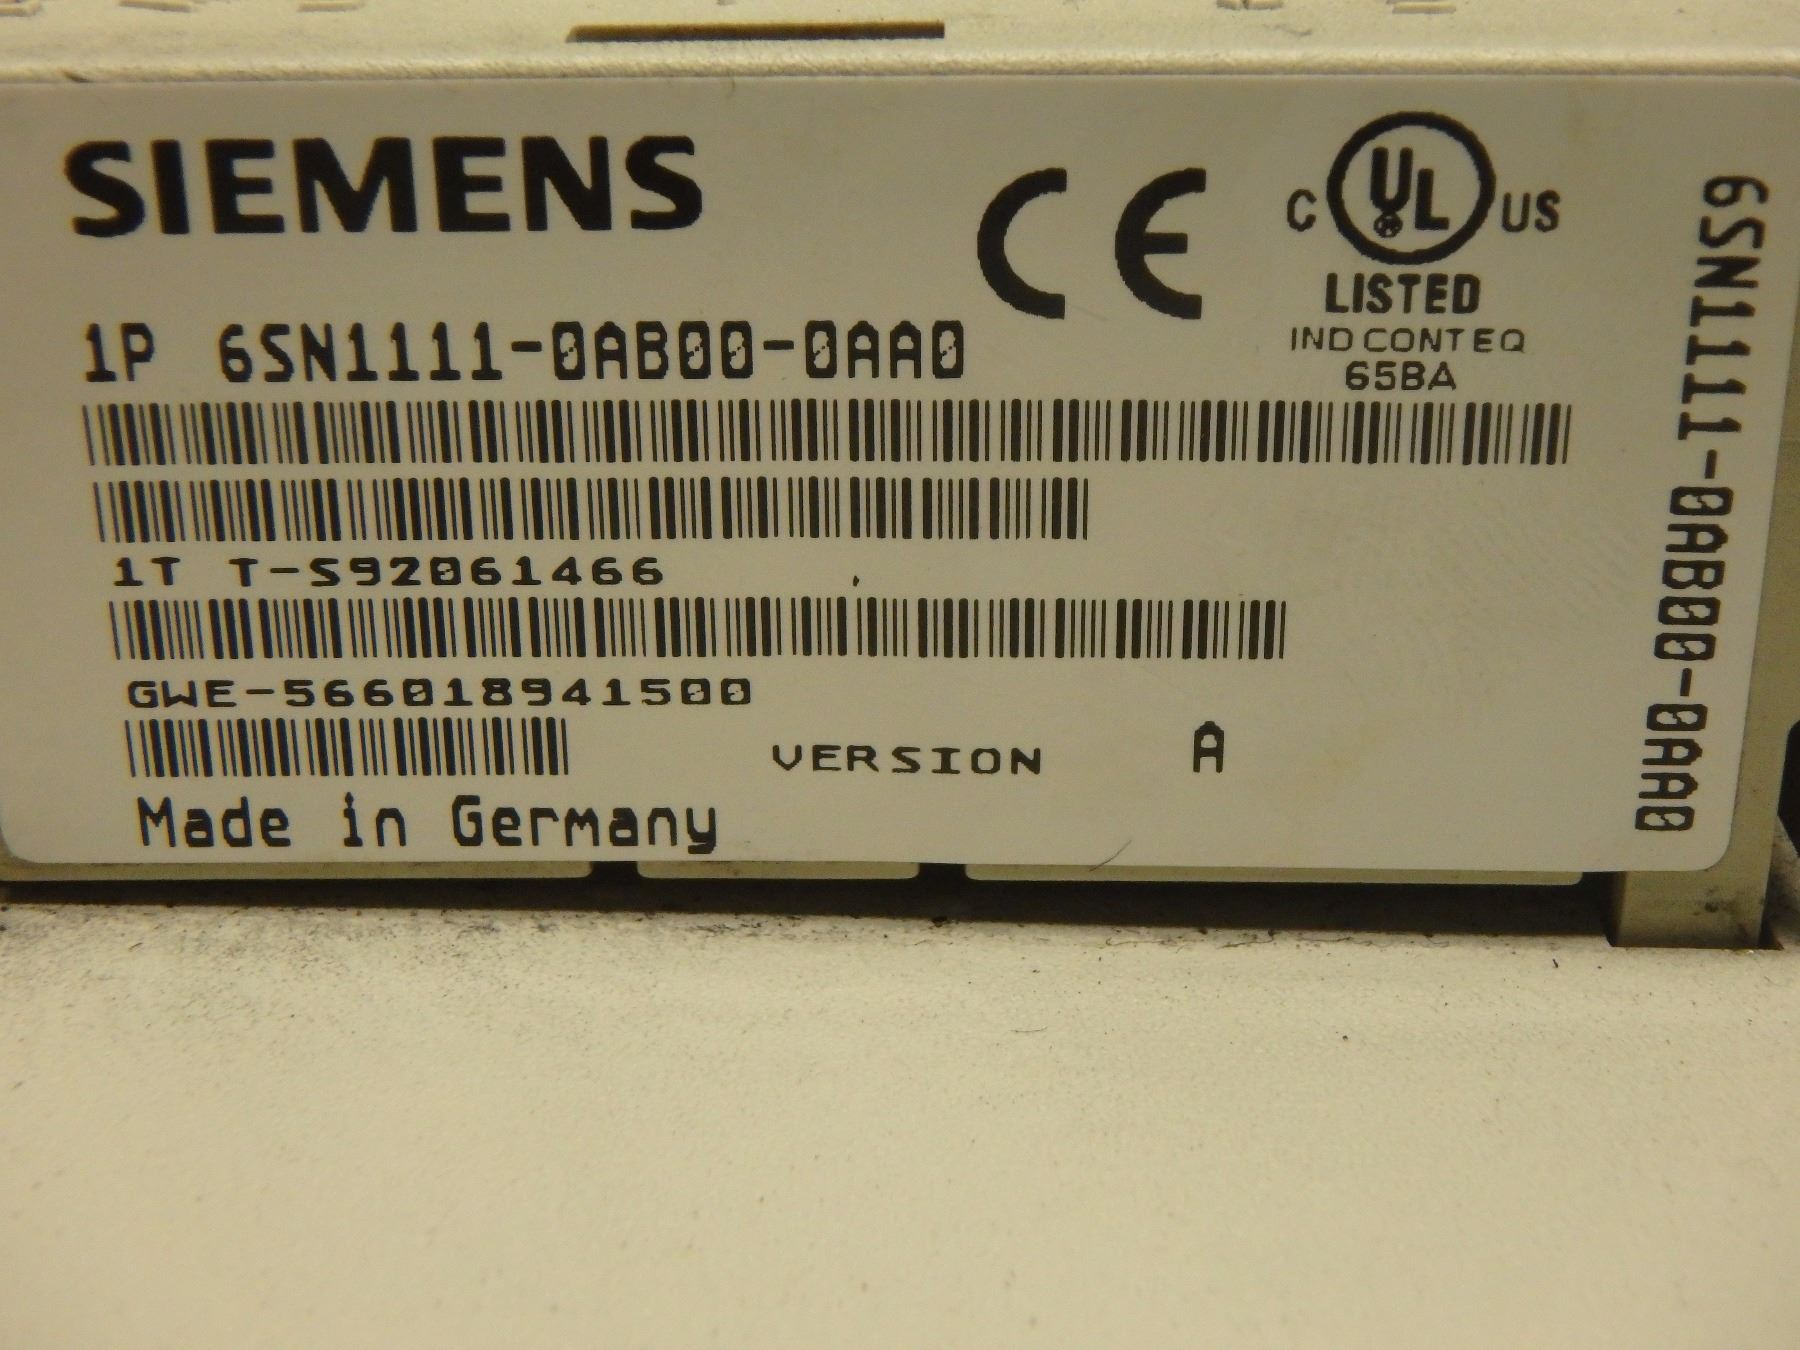 SIEMENS
CE
C UL US
LISTED
IND CONT EQ
65BA
1P 6SN1111-0AB00-0AA0
1T T-S92061466
GWE-566018941500
VERSION A
Made in Germany
6SN1111-0AB00-0AA0